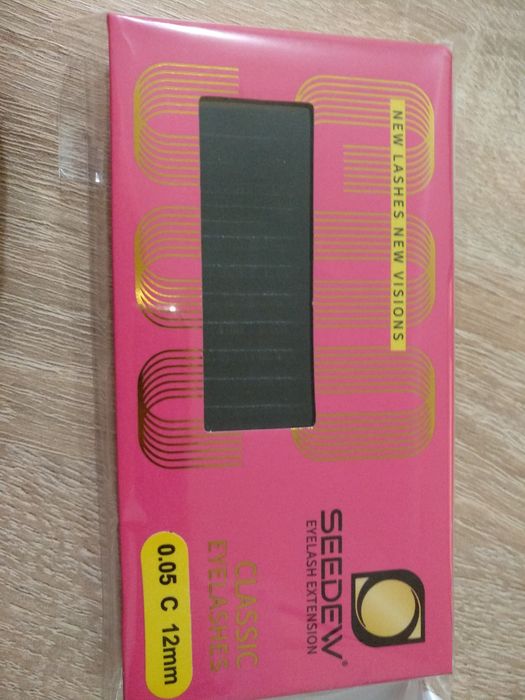 NEW LASHES NEW VISIONS
SEEDEW®
EYELASH EXTENSION
CLASSIC
EYELASHES
0.05 C 12mm